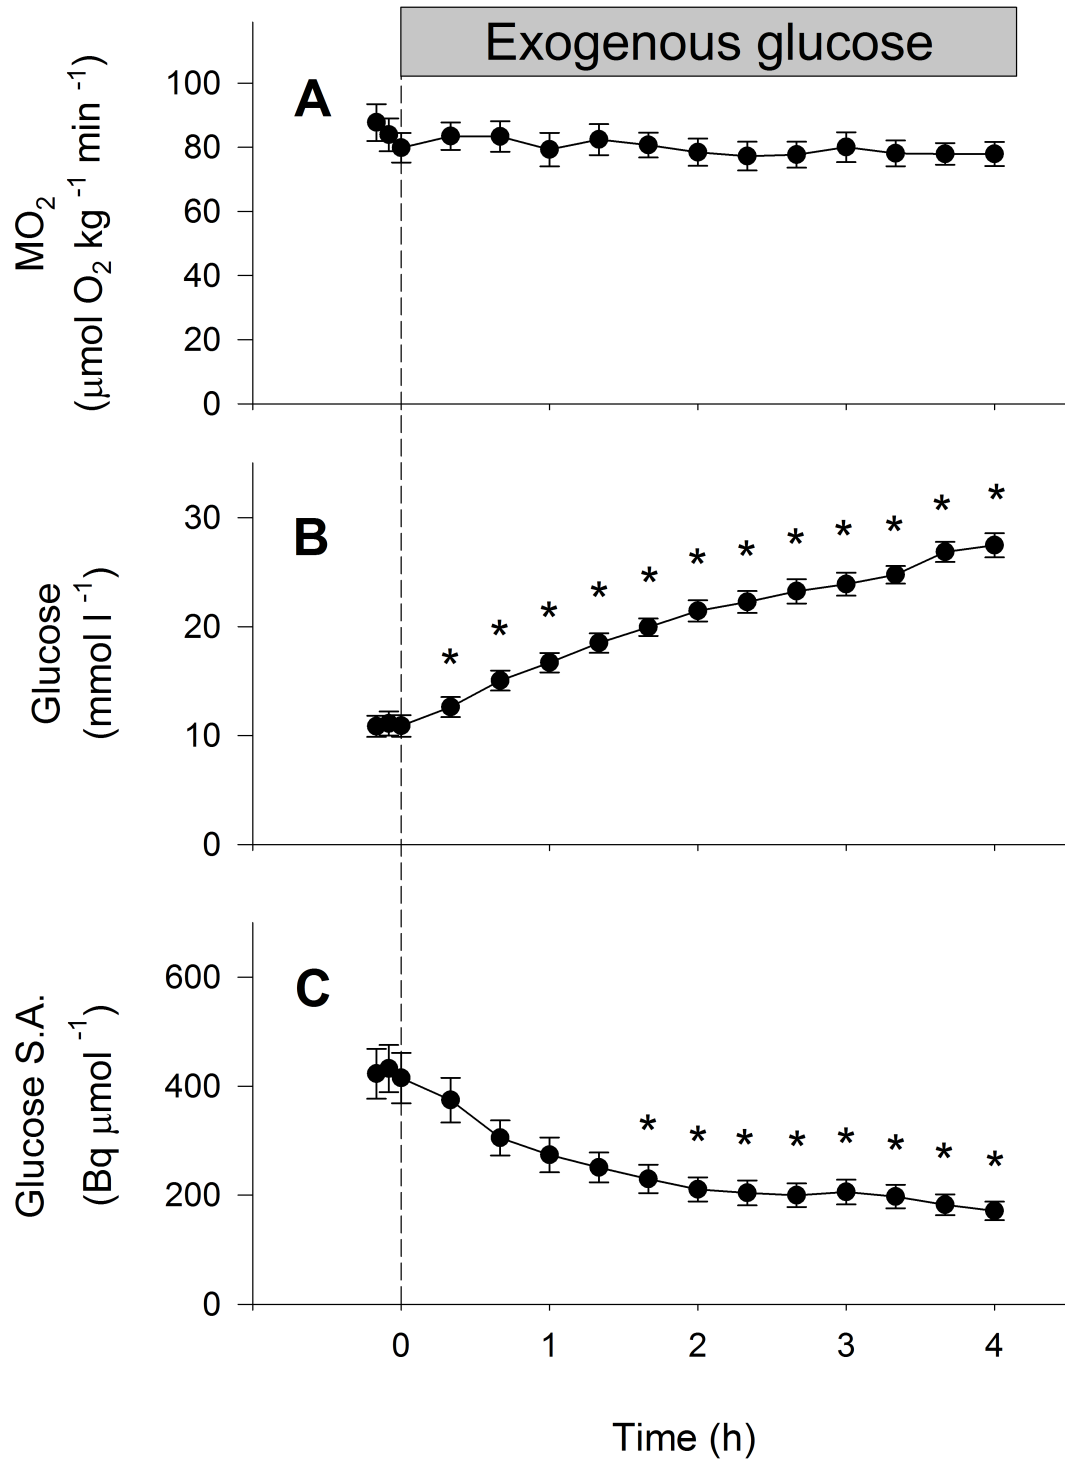 Exogenous glucose
A
MO2
(μmol O2 kg -1 min -1)
100
80
60
40
20
0
B
Glucose
(mmol l -1)
30
20
10
0
* * * * * * * * * * * *
C
Glucose S.A.
(Bq μmol -1)
600
400
200
0
* * * * * * * *
0 1 2 3 4
Time (h)